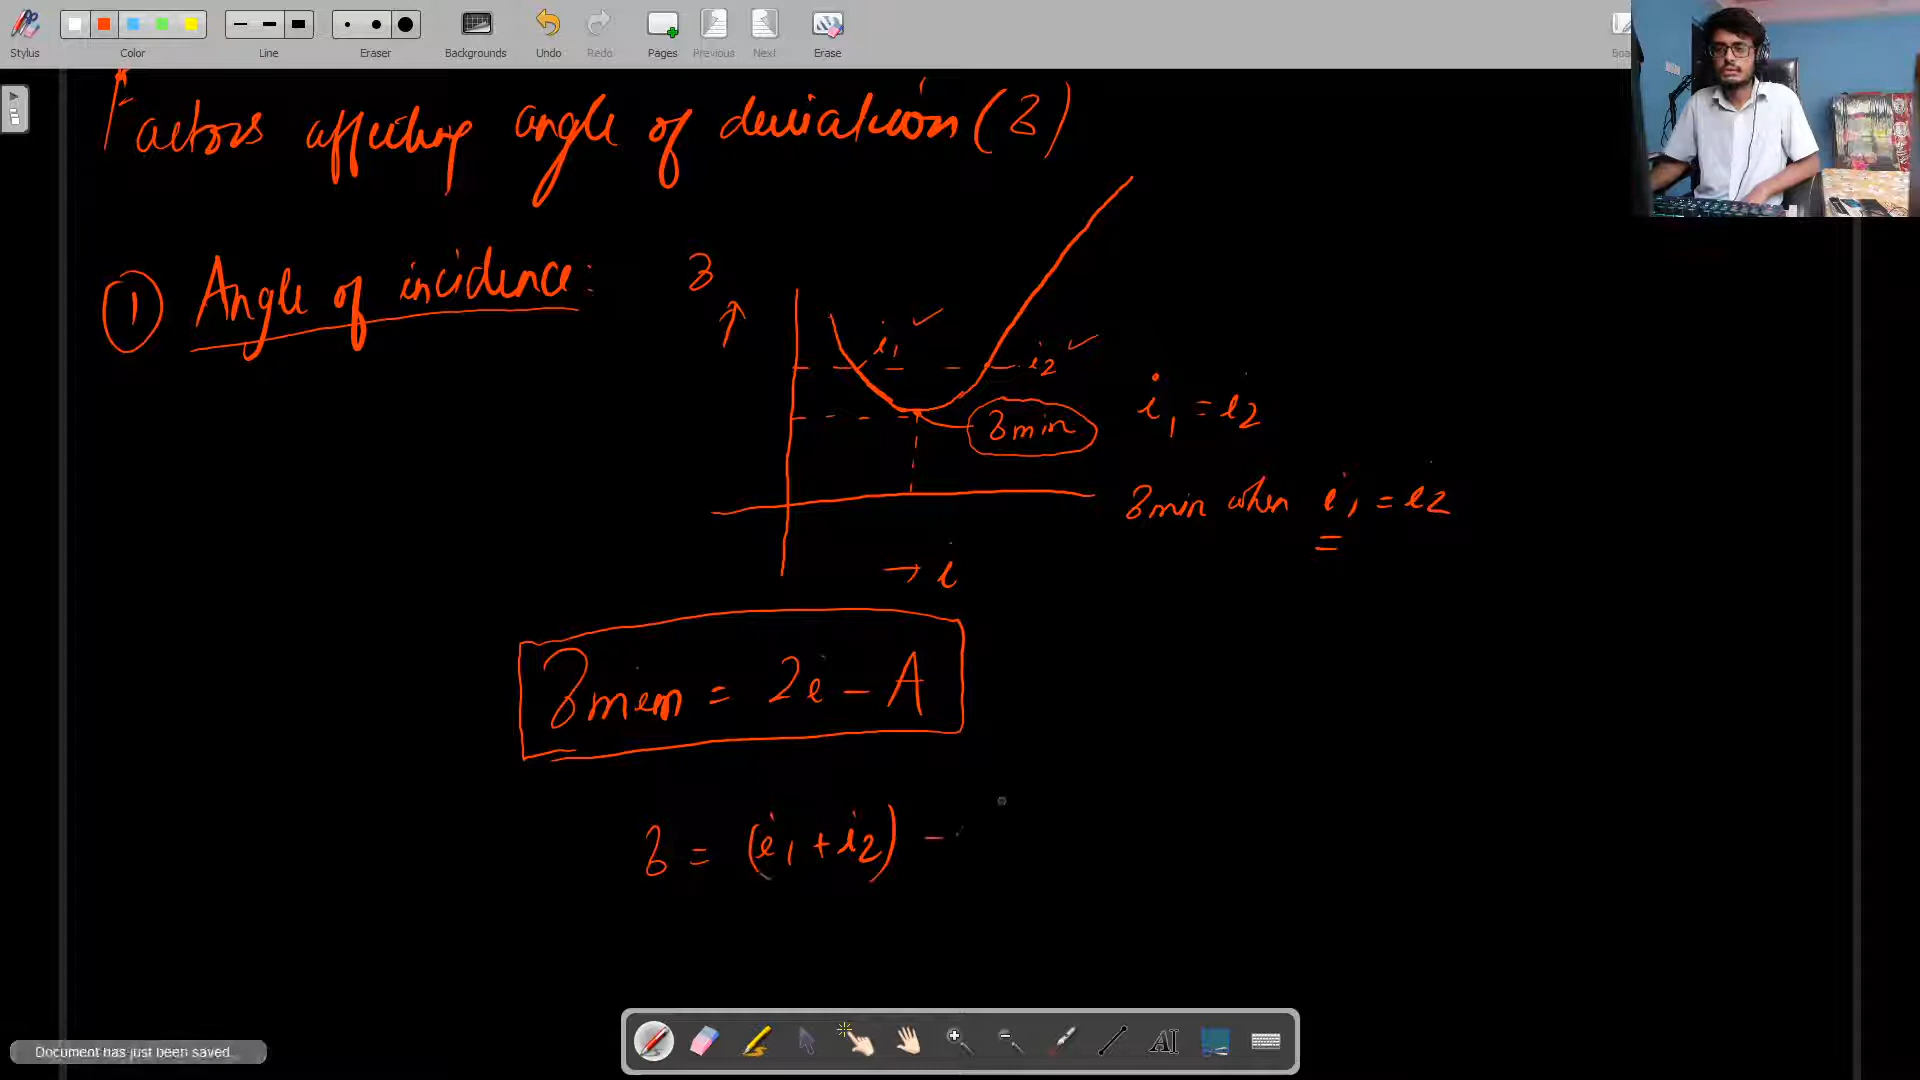 Stylus
Color
Line
Eraser
Backgrounds
Undo
Redo
Pages
Previous
Next
Erase
Factors affecting angle of deviation (δ)
① Angle of incidence:
δ
↑
i₁ ✓
i₂ ✓
δmin
i₁ = i₂
δmin when i₁ = i₂
→ i
δmin = 2i - A
δ = (i₁ + i₂) -
Document has just been saved
AI